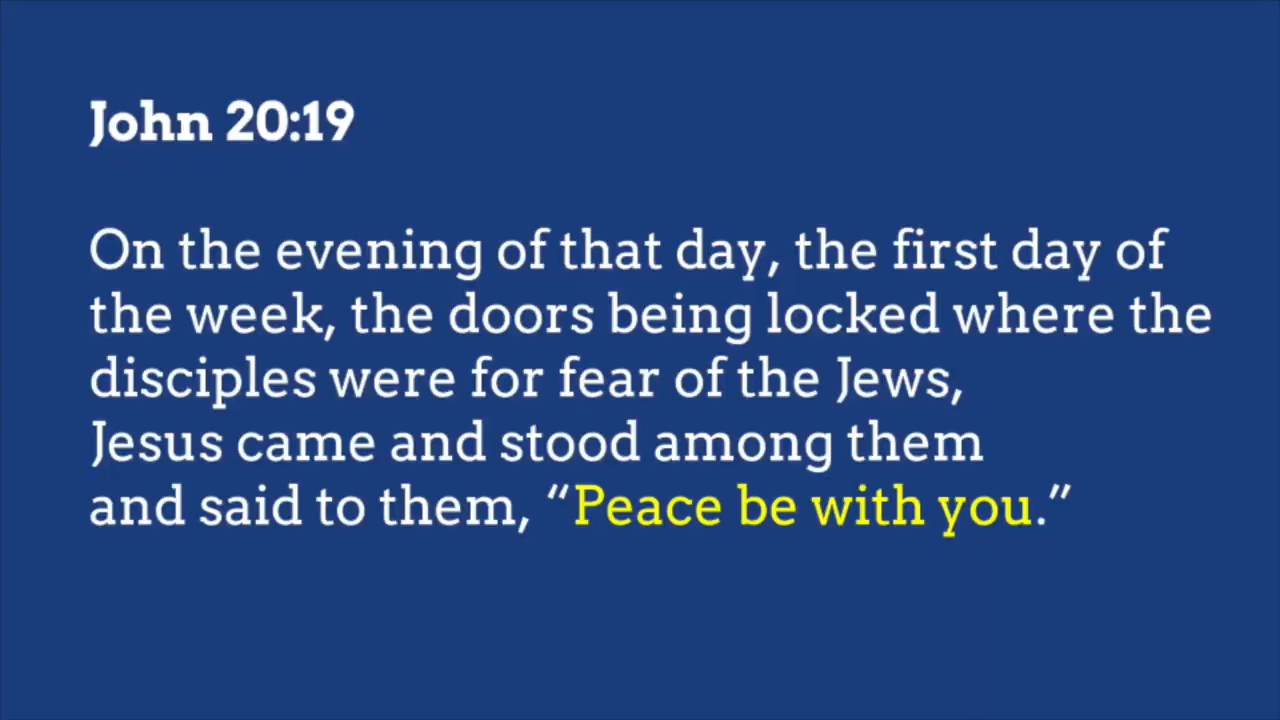 John 20:19
On the evening of that day, the first day of
the week, the doors being locked where the
disciples were for fear of the Jews,
Jesus came and stood among them
and said to them, “Peace be with you.”